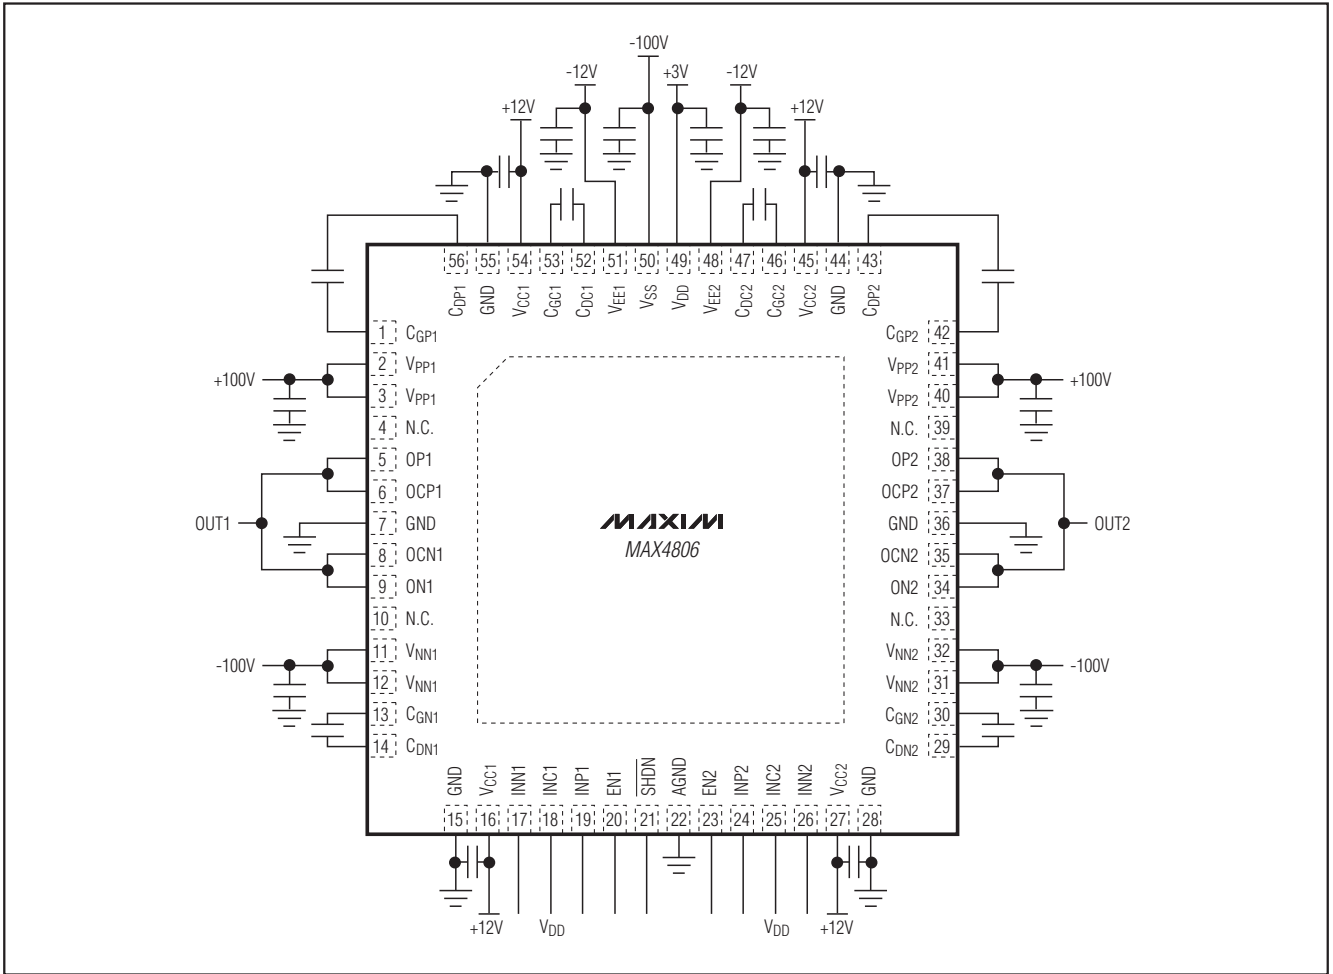 -100V
-12V
+3V
-12V
+12V
+12V
56 55 54 53 52 51 50 49 48 47 46 45 44 43
CDP1 GND VCC1 CGC1 CDC1 VEE1 VSS VDD VEE2 CDC2 CGC2 VCC2 GND CDP2
1 CGP1
CGP2 42
2 VPP1
VPP2 41
+100V
+100V
3 VPP1
VPP2 40
4 N.C.
N.C. 39
5 OP1
OP2 38
6 OCP1
OCP2 37
OUT1
7 GND
GND 36
OUT2
MAXIM
MAX4806
8 OCN1
OCN2 35
9 ON1
ON2 34
10 N.C.
N.C. 33
11 VNN1
VNN2 32
-100V
-100V
12 VNN1
VNN2 31
13 CGN1
CGN2 30
14 CDN1
CDN2 29
GND VCC1 INN1 INC1 INP1 EN1 SHDN AGND EN2 INP2 INC2 INN2 VCC2 GND
15 16 17 18 19 20 21 22 23 24 25 26 27 28
+12V
VDD
VDD
+12V